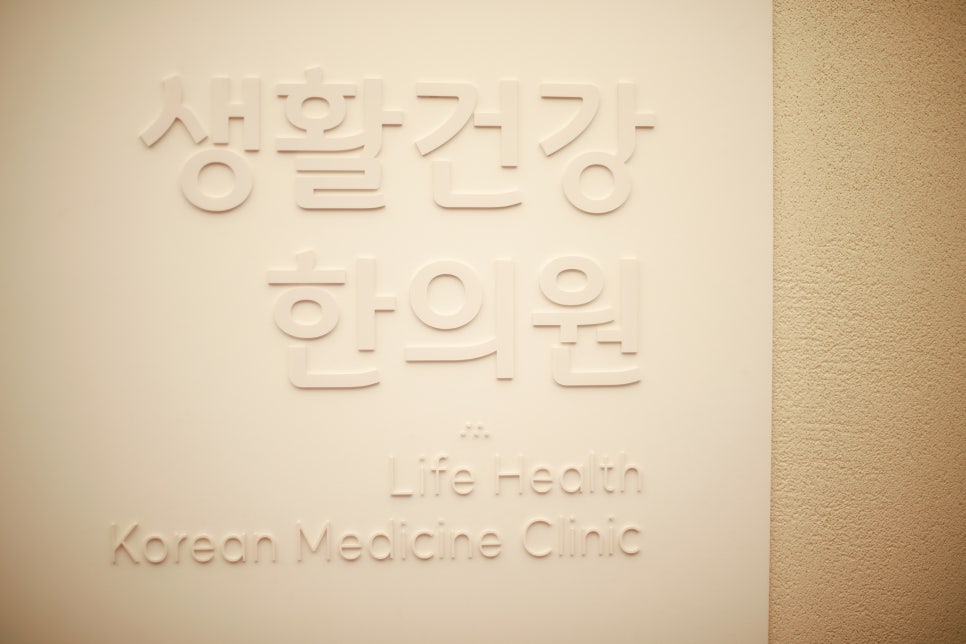 생활건강
한의원
Life Health
Korean Medicine Clinic